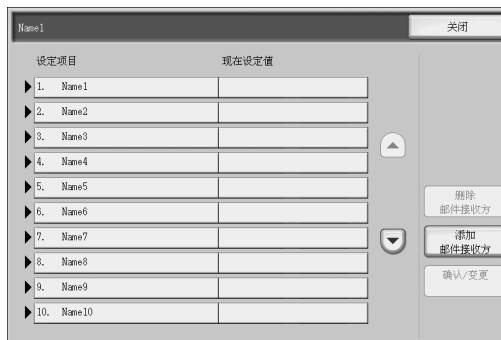 Name1
关闭
设定项目 现在设定值
1. Name1
2. Name2
3. Name3
4. Name4
5. Name5
6. Name6
7. Name7
8. Name8
9. Name9
10. Name10
删除
邮件接收方
添加
邮件接收方
确认/变更